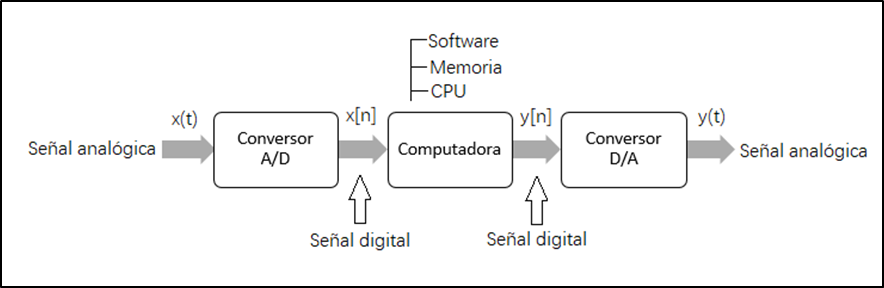 Software
Memoria
CPU
x(t)
x[n]
y[n]
y(t)
Señal analógica
Conversor
A/D
Computadora
Conversor
D/A
Señal analógica
Señal digital
Señal digital